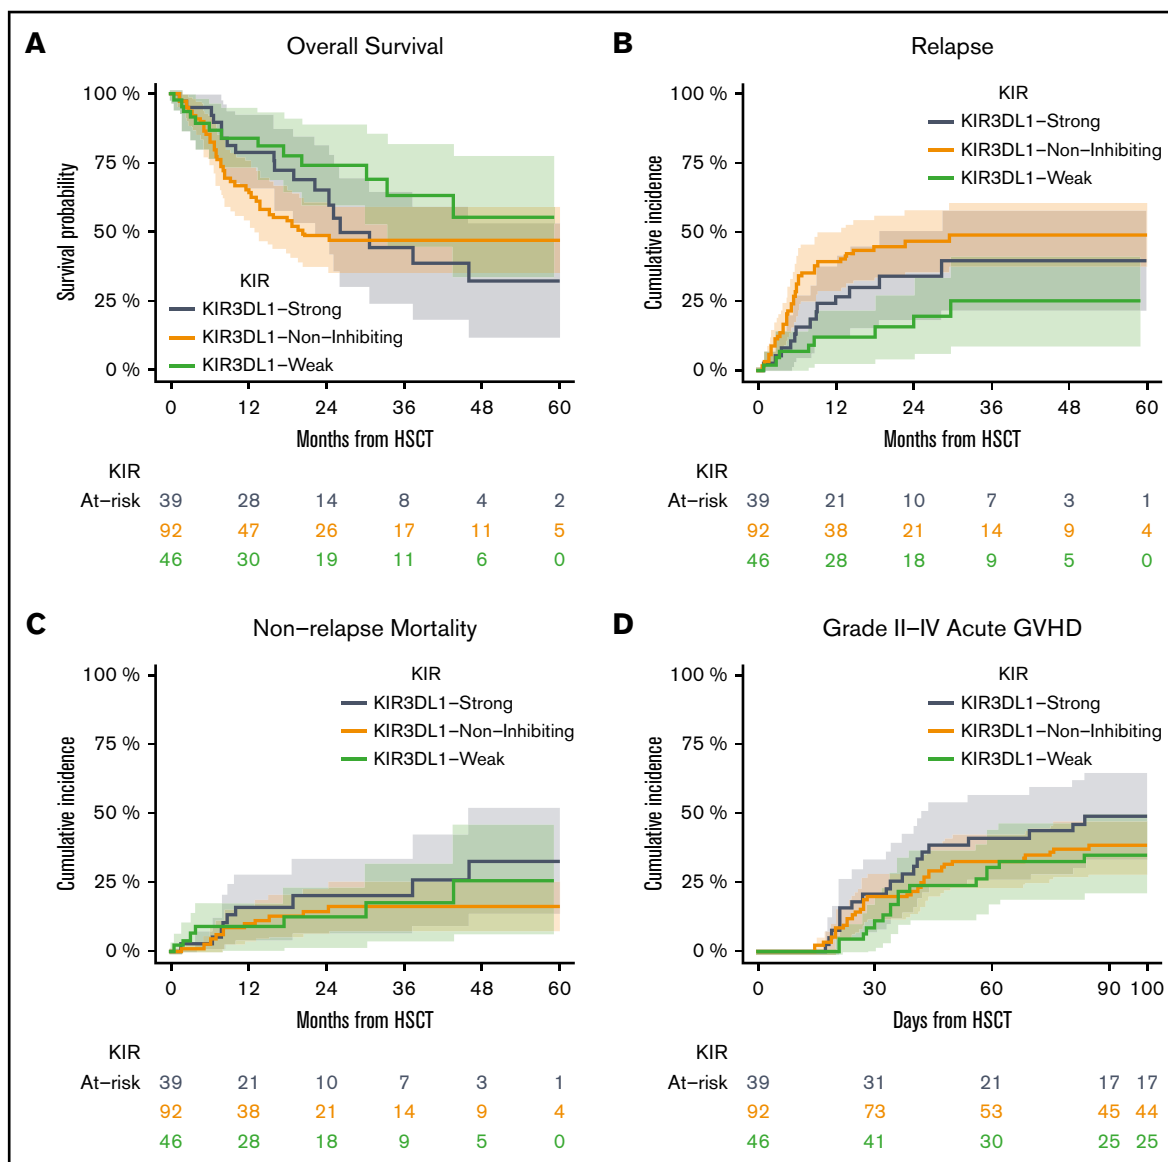 A
Overall Survival
Survival probability
100 %
75 %
50 %
25 %
0 %
KIR
KIR3DL1–Strong
KIR3DL1–Non–Inhibiting
KIR3DL1–Weak
0 12 24 36 48 60
Months from HSCT
KIR
At–risk 39 28 14 8 4 2
92 47 26 17 11 5
46 30 19 11 6 0
B
Relapse
Cumulative incidence
100 %
75 %
50 %
25 %
0 %
KIR
KIR3DL1–Strong
KIR3DL1–Non–Inhibiting
KIR3DL1–Weak
0 12 24 36 48 60
Months from HSCT
KIR
At–risk 39 21 10 7 3 1
92 38 21 14 9 4
46 28 18 9 5 0
C
Non–relapse Mortality
Cumulative incidence
100 %
75 %
50 %
25 %
0 %
KIR
KIR3DL1–Strong
KIR3DL1–Non–Inhibiting
KIR3DL1–Weak
0 12 24 36 48 60
Months from HSCT
KIR
At–risk 39 21 10 7 3 1
92 38 21 14 9 4
46 28 18 9 5 0
D
Grade II–IV Acute GVHD
Cumulative incidence
100 %
75 %
50 %
25 %
0 %
KIR
KIR3DL1–Strong
KIR3DL1–Non–Inhibiting
KIR3DL1–Weak
0 30 60 90 100
Days from HSCT
KIR
At–risk 39 31 21 17 17
92 73 53 45 44
46 41 30 25 25